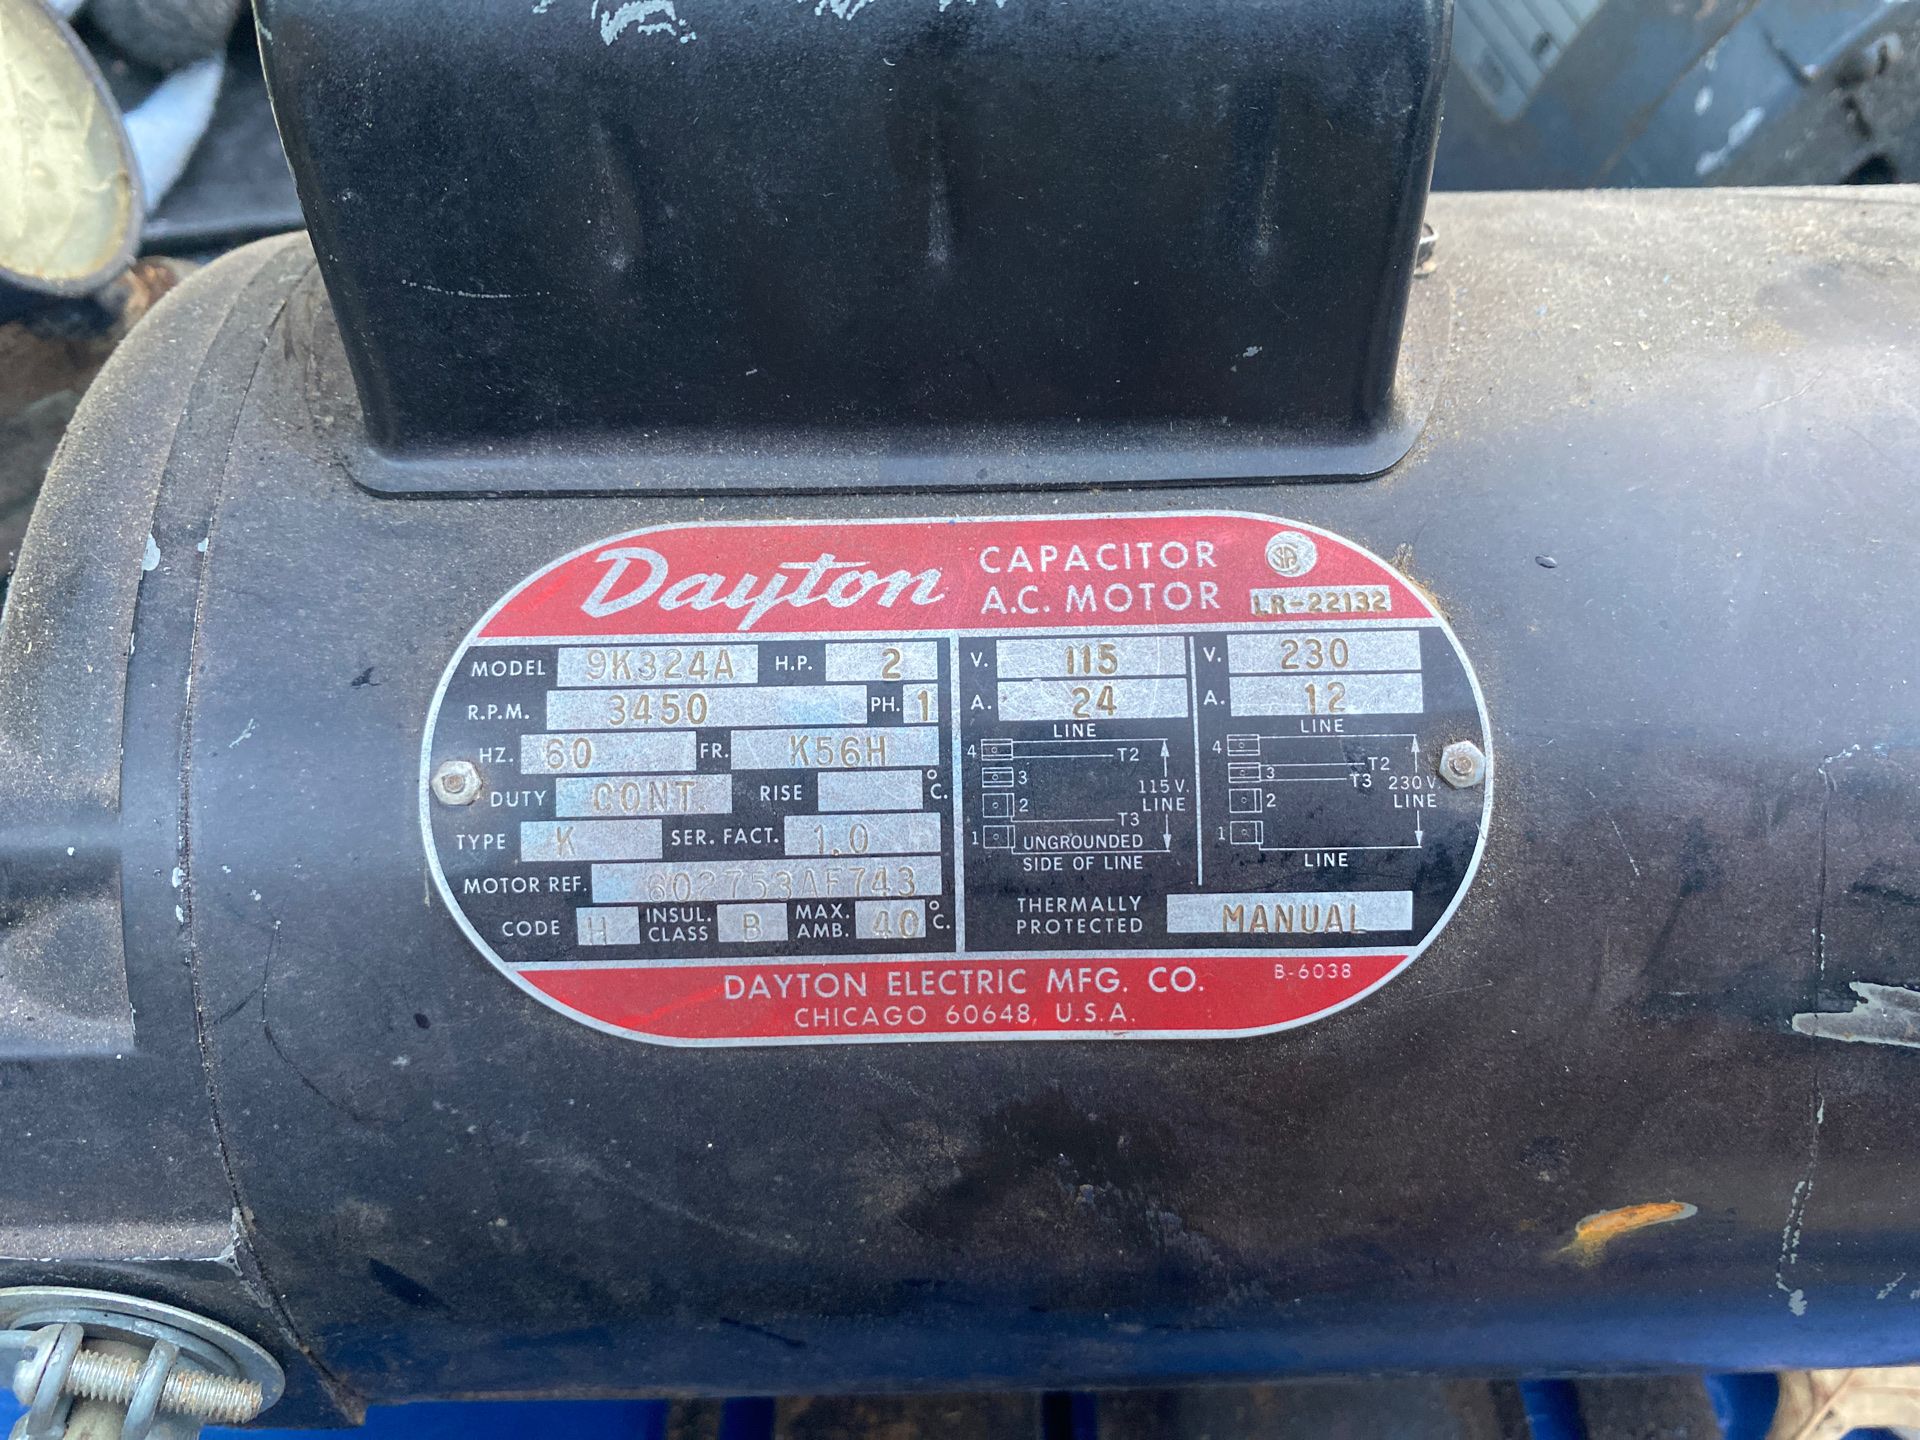 Dayton
CAPACITOR
A.C. MOTOR
LR-22132
MODEL 9K324A H.P. 2
R.P.M. 3450 PH. 1
HZ. 60 FR. K56H
DUTY CONT. RISE °C.
TYPE K SER. FACT. 1.0
MOTOR REF. 602753AF743
CODE H INSUL. CLASS B MAX. AMB. 40 °C.
V. 115
A. 24
LINE
4 T2
3
2
T3
1
115 V. LINE
UNGROUNDED
SIDE OF LINE
V. 230
A. 12
LINE
4
T2
3
T3
2
1
230 V. LINE
LINE
THERMALLY
PROTECTED MANUAL
DAYTON ELECTRIC MFG. CO.
B-6038
CHICAGO 60648, U.S.A.